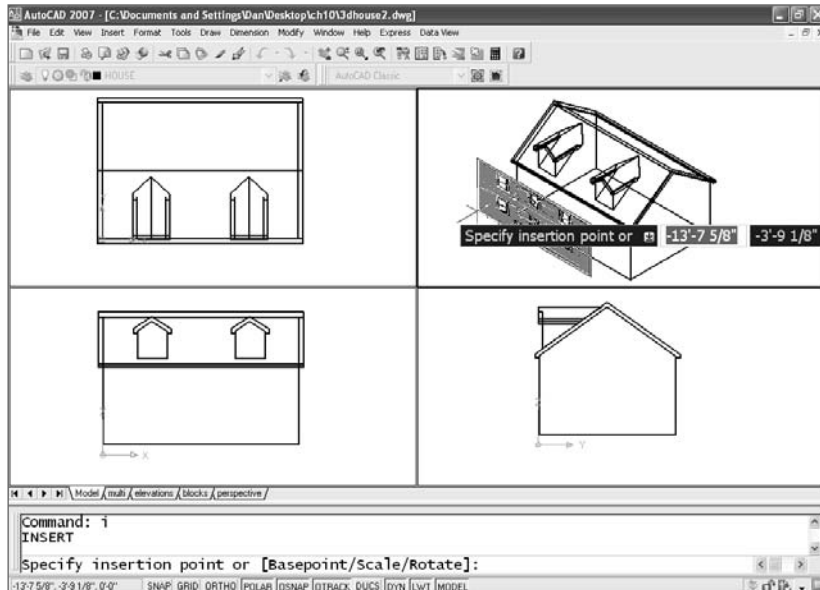 AutoCAD 2007 - [C:\Documents and Settings\Dan\Desktop\ch10\3dhouse2.dwg]
File Edit View Insert Format Tools Draw Dimension Modify Window Help Express Data View
HOUSE AutoCAD Classic
Specify insertion point or -13'-7 5/8" -3'-9 1/8"
X
Y
Model multi elevations blocks perspective
Command: i
INSERT
Specify insertion point or [Basepoint/Scale/Rotate]:
-13'-7 5/8", -3'-9 1/8", 0'-0" SNAP GRID ORTHO POLAR OSNAP OTRACK DUCS DYN LWT MODEL